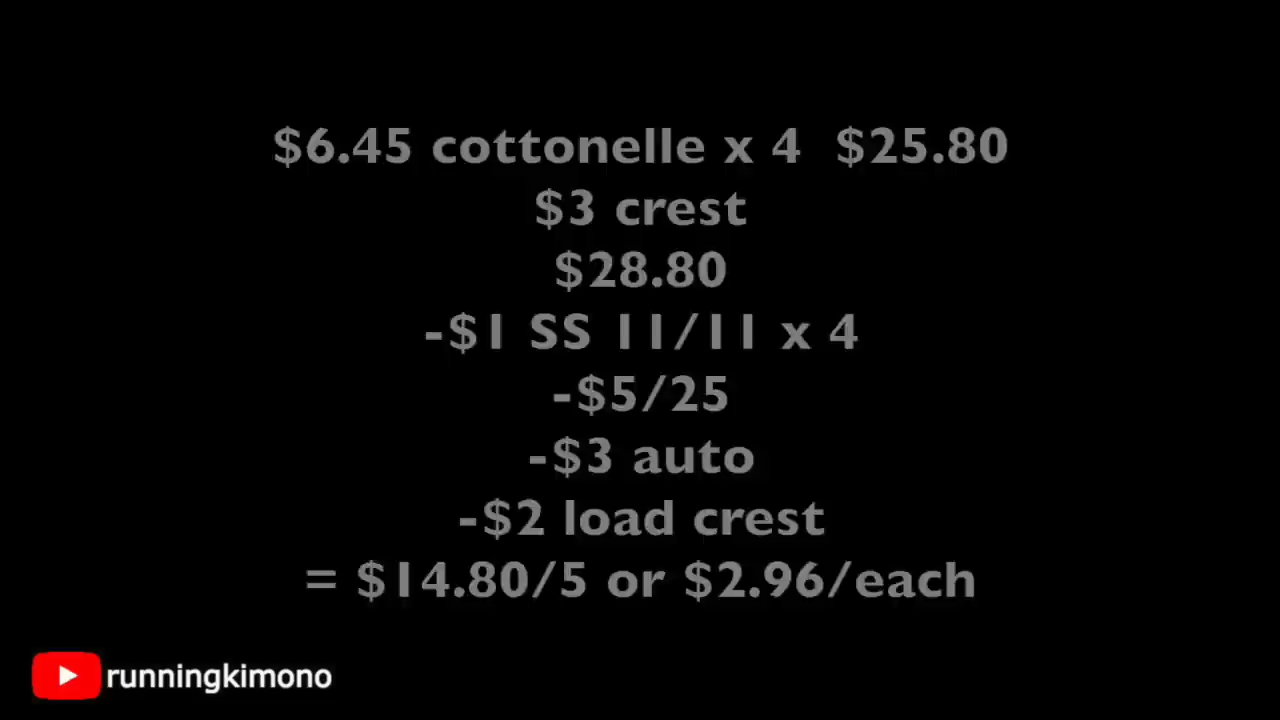 $6.45 cottonelle x 4 $25.80
$3 crest
$28.80
-$1 SS 11/11 x 4
-$5/25
-$3 auto
-$2 load crest
= $14.80/5 or $2.96/each
runningkimono